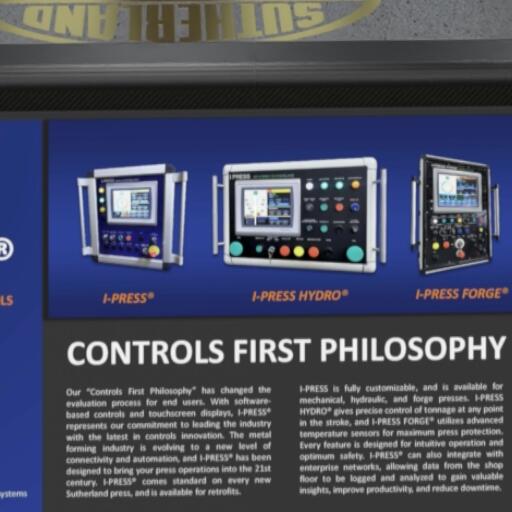 SUTHERLAND
®
LS
I-PRESS®
I-PRESS HYDRO®
I-PRESS FORGE®
CONTROLS FIRST PHILOSOPHY
Our "Controls First Philosophy" has changed the
evaluation process for end users. With software-
based controls and touchscreen displays, I-PRESS®
represents our commitment to leading the industry
with the latest in controls innovation. The metal
forming industry is evolving to a new level of
connectivity and automation, and I-PRESS® has been
designed to bring your press operations into the 21st
century. I-PRESS® comes standard on every new
Sutherland press, and is available for retrofits.
I-PRESS is fully customizable, and is available for
mechanical, hydraulic, and forge presses. I-PRESS
HYDRO® gives precise control of tonnage at any point
in the stroke, and I-PRESS FORGE® utilizes advanced
temperature sensors for maximum press protection.
Every feature is designed for intuitive operation and
optimum safety. I-PRESS® can also integrate with
enterprise networks, allowing data from the shop
floor to be logged and analyzed to gain valuable
insights, improve productivity, and reduce downtime.
ystems